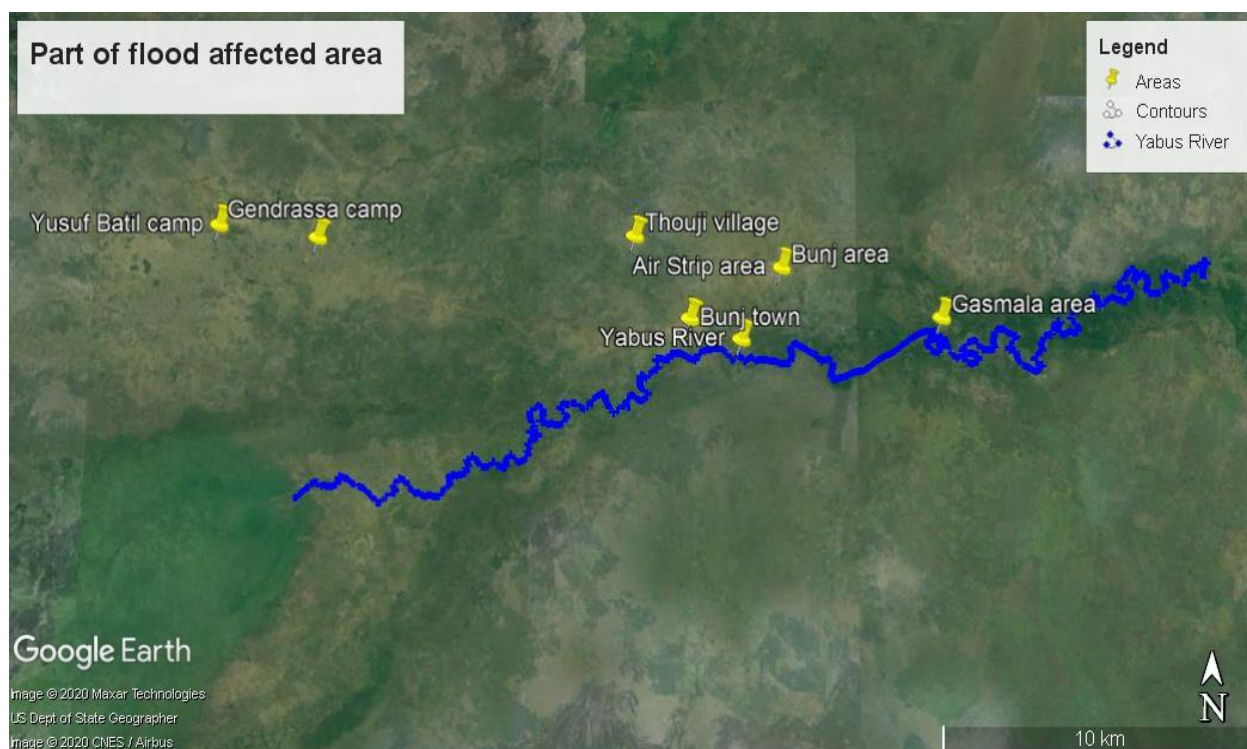 Part of flood affected area
Legend
Areas
Contours
Yabus River
Yusuf Batil camp
Gendrassa camp
Thouji village
Air Strip area
Bunj area
Bunj town
Yabus River
Gasmala area
Google Earth
Image © 2020 Maxar Technologies
US Dept of State Geographer
Image © 2020 CNES / Airbus
N
10 km